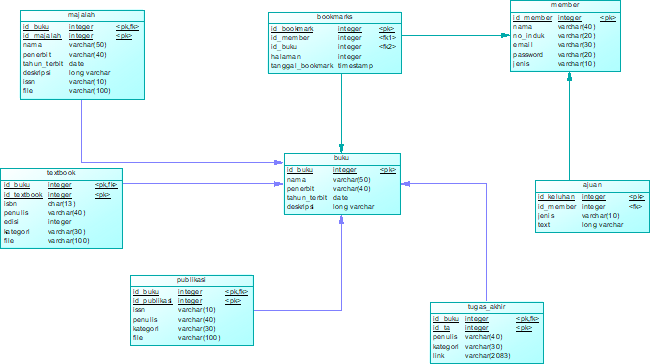 majalah
id_buku integer <pk,fk>
id_majalah integer <pk>
nama varchar(50)
penerbit varchar(40)
tahun_terbit date
deskripsi long varchar
issn varchar(10)
file varchar(100)
bookmarks
id_bookmark integer <pk>
id_member integer <fk1>
id_buku integer <fk2>
halaman integer
tanggal_bookmark timestamp
member
id_member integer <pk>
nama varchar(40)
no_induk varchar(20)
email varchar(30)
password varchar(20)
jenis varchar(10)
buku
id_buku integer <pk>
nama varchar(50)
penerbit varchar(40)
tahun_terbit date
deskripsi long varchar
textbook
id_buku integer <pk,fk>
id_textbook integer <pk>
isbn char(13)
penulis varchar(40)
edisi integer
kategori varchar(30)
file varchar(100)
ajuan
id_keluhan integer <pk>
id_member integer <fk>
jenis varchar(10)
text long varchar
publikasi
id_buku integer <pk,fk>
id_publikasi integer <pk>
issn varchar(10)
penulis varchar(40)
kategori varchar(30)
file varchar(100)
tugas_akhir
id_buku integer <pk,fk>
id_ta integer <pk>
penulis varchar(40)
kategori varchar(30)
link varchar(2083)